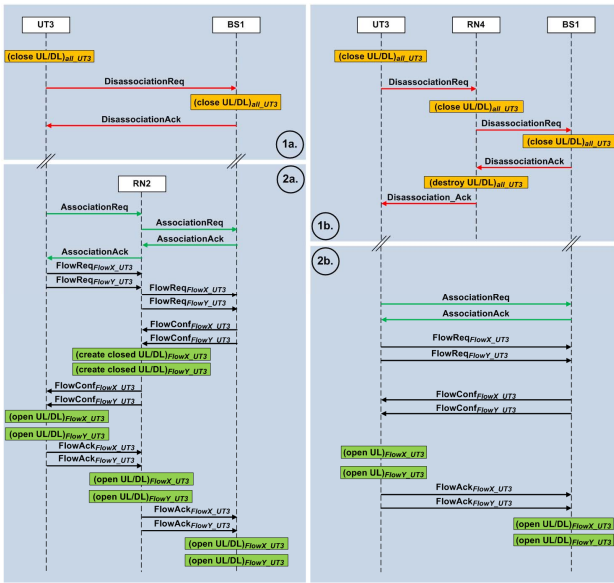 UT3
BS1
(close UL/DL)all_UT3
DisassociationReq
(close UL/DL)all_UT3
DisassociationAck
1a.
RN2
2a.
AssociationReq
AssociationReq
AssociationAck
AssociationAck
FlowReqFlowX_UT3
FlowReqFlowY_UT3
FlowReqFlowX_UT3
FlowReqFlowY_UT3
FlowConfFlowX_UT3
FlowConfFlowY_UT3
(create closed UL/DL)FlowX_UT3
(create closed UL/DL)FlowY_UT3
FlowConfFlowX_UT3
FlowConfFlowY_UT3
(open UL/DL)FlowX_UT3
(open UL/DL)FlowY_UT3
FlowAckFlowX_UT3
FlowAckFlowX_UT3
(open UL/DL)FlowX_UT3
(open UL/DL)FlowY_UT3
FlowAckFlowX_UT3
FlowAckFlowY_UT3
(open UL/DL)FlowX_UT3
(open UL/DL)FlowY_UT3
UT3
RN4
BS1
(close UL/DL)all_UT3
DisassociationReq
(close UL/DL)all_UT3
DisassociationReq
(close UL/DL)all_UT3
DisassociationAck
(destroy UL/DL)all_UT3
Disassociation_Ack
1b.
2b.
AssociationReq
AssociationAck
FlowReqFlowX_UT3
FlowReqFlowY_UT3
FlowConfFlowX_UT3
FlowConfFlowY_UT3
(open UL)FlowX_UT3
(open UL)FlowY_UT3
FlowAckFlowX_UT3
FlowAckFlowY_UT3
(open UL/DL)FlowX_UT3
(open UL/DL)FlowY_UT3